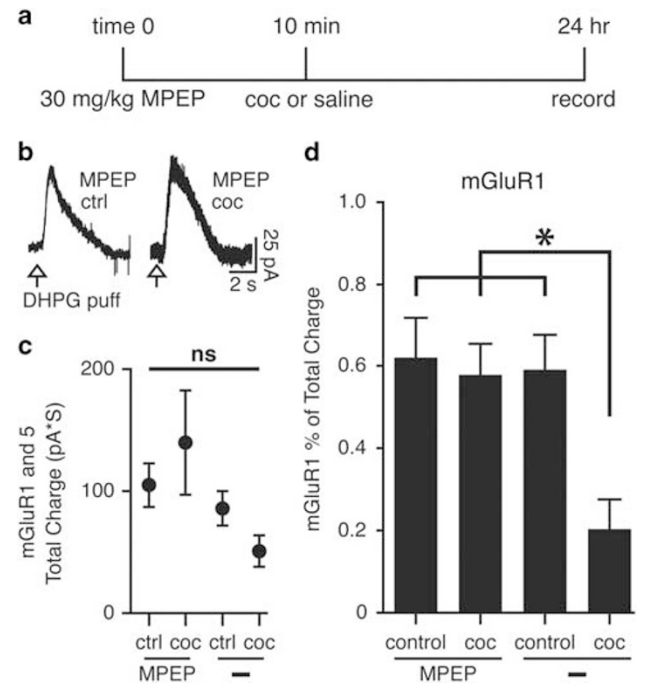 a
time 0
10 min
24 hr
30 mg/kg MPEP
coc or saline
record
b
MPEP
ctrl
MPEP
coc
25 pA
2 s
DHPG puff
c
ns
mGluR1 and 5
Total Charge (pA*S)
200
100
0
ctrl coc ctrl coc
MPEP
d
mGluR1
*
mGluR1 % of Total Charge
1.0
0.8
0.6
0.4
0.2
0
control coc control coc
MPEP